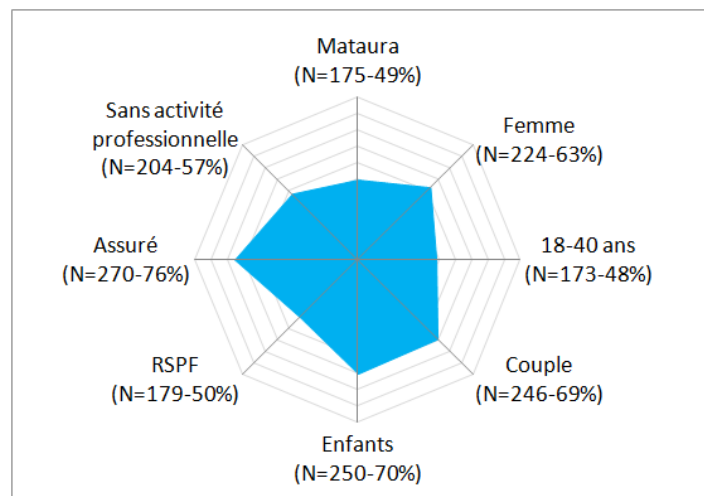 Mataura
(N=175-49%)
Femme
(N=224-63%)
18-40 ans
(N=173-48%)
Couple
(N=246-69%)
Enfants
(N=250-70%)
RSPF
(N=179-50%)
Assuré
(N=270-76%)
Sans activité
professionnelle
(N=204-57%)